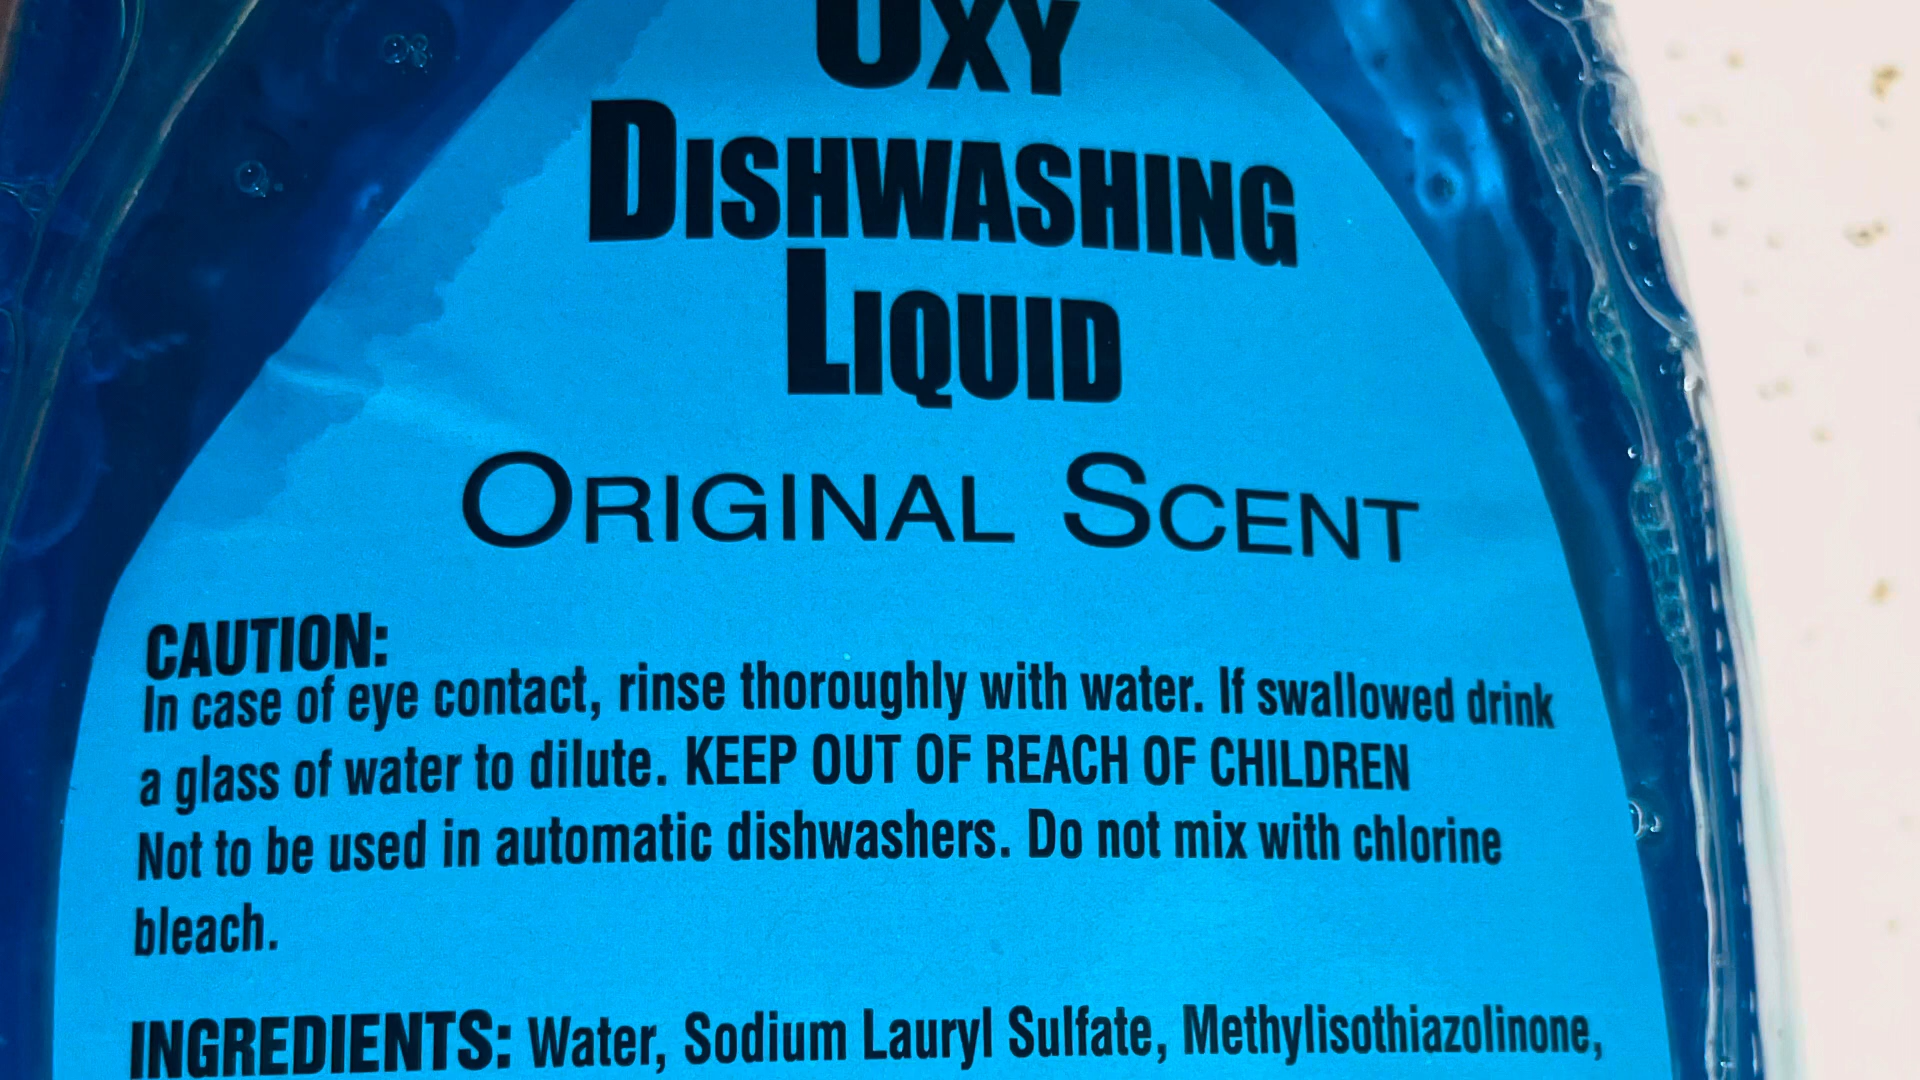 OXY
DISHWASHING
LIQUID
ORIGINAL SCENT
CAUTION:
In case of eye contact, rinse thoroughly with water. If swallowed drink
a glass of water to dilute. KEEP OUT OF REACH OF CHILDREN
Not to be used in automatic dishwashers. Do not mix with chlorine
bleach.
INGREDIENTS: Water, Sodium Lauryl Sulfate, Methylisothiazolinone,